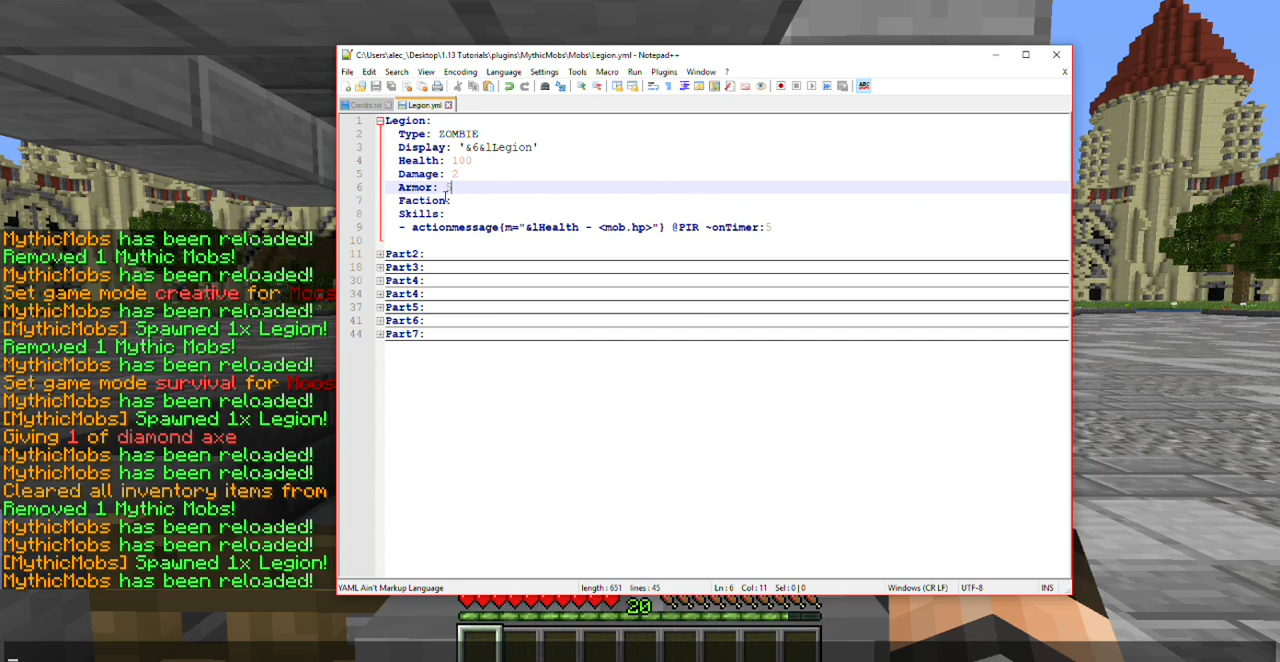 C:\Users\alec_\Desktop\1.13 Tutorials\plugins\MythicMobs\Mobs\Legion.yml - Notepad++
File Edit Search View Encoding Language Settings Tools Macro Run Plugins Window ? X
Credits.txt Legion.yml
1 Legion:
2 Type: ZOMBIE
3 Display: '&6&lLegion'
4 Health: 100
5 Damage: 2
6 Armor:
7 Faction:
8 Skills:
9 - actionmessage{m="&lHealth - <mob.hp>"} @PIR ~onTimer:5
10
11 Part2:
18 Part3:
30 Part4:
34 Part4:
37 Part5:
41 Part6:
44 Part7:
YAML Ain't Markup Language length : 651 lines : 45 Ln : 6 Col : 11 Sel : 0 | 0 Windows (CR LF) UTF-8 INS
MythicMobs has been reloaded!
Removed 1 Mythic Mobs!
MythicMobs has been reloaded!
Set game mode creative for Moos
MythicMobs has been reloaded!
[MythicMobs] Spawned 1x Legion!
Removed 1 Mythic Mobs!
MythicMobs has been reloaded!
Set game mode survival for Moos
MythicMobs has been reloaded!
[MythicMobs] Spawned 1x Legion!
Giving 1 of diamond axe
MythicMobs has been reloaded!
MythicMobs has been reloaded!
Cleared all inventory items from
Removed 1 Mythic Mobs!
MythicMobs has been reloaded!
MythicMobs has been reloaded!
[MythicMobs] Spawned 1x Legion!
MythicMobs has been reloaded!
20